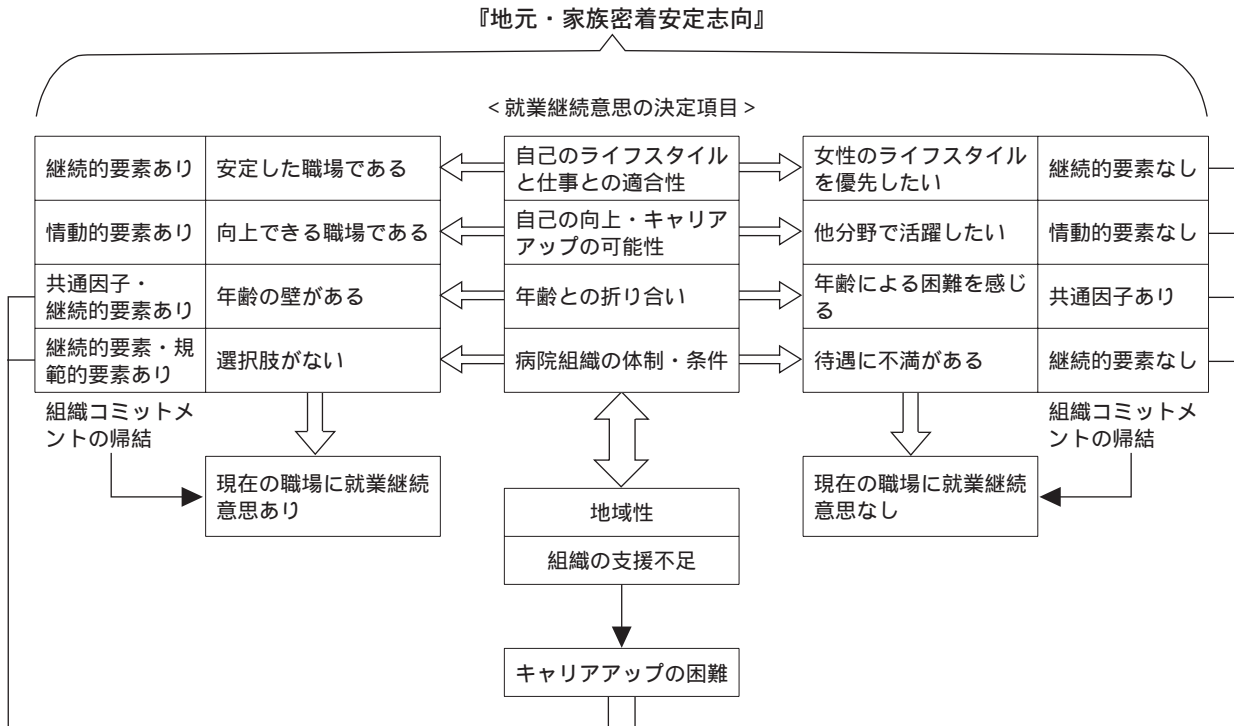 『地元・家族密着安定志向』
<就業継続意思の決定項目>
継続的要素あり
安定した職場である
自己のライフスタイル
と仕事との適合性
女性のライフスタイル
を優先したい
継続的要素なし
情動的要素あり
向上できる職場である
自己の向上・キャリア
アップの可能性
他分野で活躍したい
情動的要素なし
共通因子・
継続的要素あり
年齢の壁がある
年齢との折り合い
年齢による困難を感じ
る
共通因子あり
継続的要素・規
範的要素あり
選択肢がない
病院組織の体制・条件
待遇に不満がある
継続的要素なし
組織コミットメ
ントの帰結
組織コミットメ
ントの帰結
現在の職場に就業継続
意思あり
現在の職場に就業継続
意思なし
地域性
組織の支援不足
キャリアアップの困難